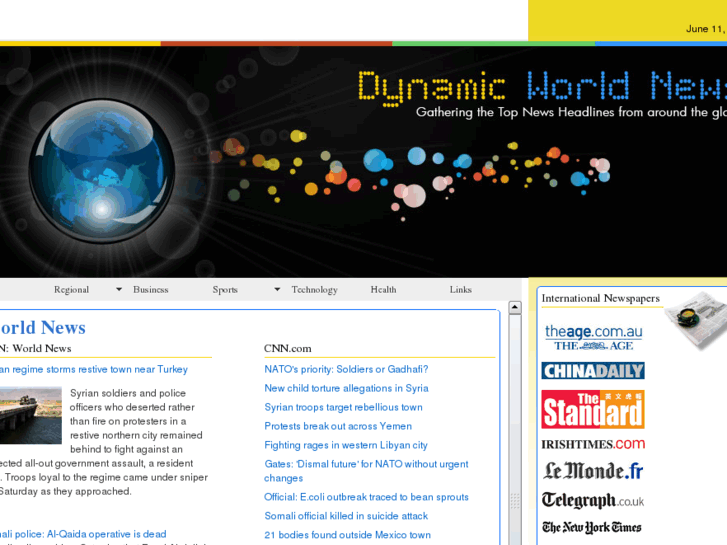 June 11,
Dynamic World News
Gathering the Top News Headlines from around the glo
Regional
Business
Sports
Technology
Health
Links
orld News
N: World News
an regime storms restive town near Turkey
Syrian soldiers and police
officers who deserted rather
than fire on protesters in a
restive northern city remained
behind to fight against an
ected all-out government assault, a resident
. Troops loyal to the regime came under sniper
Saturday as they approached.
ali police: Al-Qaida operative is dead
CNN.com
NATO's priority: Soldiers or Gadhafi?
New child torture allegations in Syria
Syrian troops target rebellious town
Protests break out across Yemen
Fighting rages in western Libyan city
Gates: 'Dismal future' for NATO without urgent
changes
Official: E.coli outbreak traced to bean sprouts
Somali official killed in suicide attack
21 bodies found outside Mexico town
International Newspapers
theage.com.au
THE AGE
CHINADAILY
The
Standard
英文虎報
IRISHTIMES.COM
Le Monde.fr
Telegraph.co.uk
The New York Times